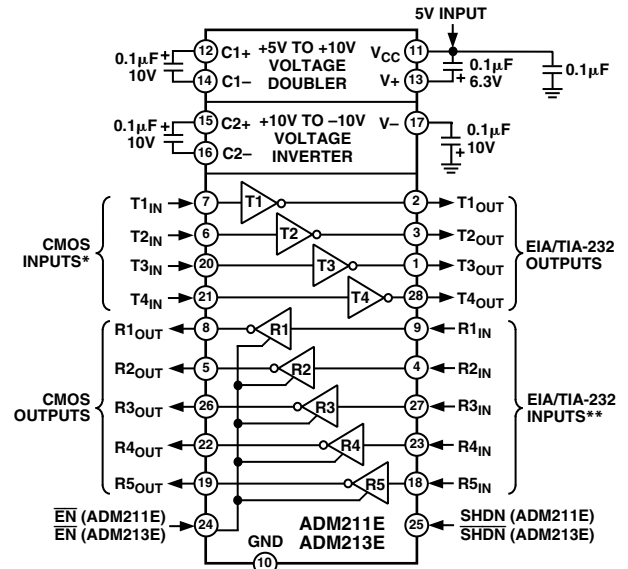 5V INPUT
0.1µF 10V
12 C1+ +5V TO +10V VOLTAGE DOUBLER VCC 11
14 C1– V+ 13
0.1µF 6.3V
0.1µF
0.1µF 10V
15 C2+ +10V TO –10V VOLTAGE INVERTER V– 17
16 C2–
0.1µF 10V
CMOS INPUTS*
T1IN 7 T1 2 T1OUT
T2IN 6 T2 3 T2OUT
T3IN 20 T3 1 T3OUT
T4IN 21 T4 28 T4OUT
EIA/TIA-232 OUTPUTS
CMOS OUTPUTS
R1OUT 8 R1 9 R1IN
R2OUT 5 R2 4 R2IN
R3OUT 26 R3 27 R3IN
R4OUT 22 R4 23 R4IN
R5OUT 19 R5 18 R5IN
EIA/TIA-232 INPUTS**
EN (ADM211E) 24 ADM211E 25 SHDN (ADM211E)
EN (ADM213E) GND ADM213E SHDN (ADM213E)
10